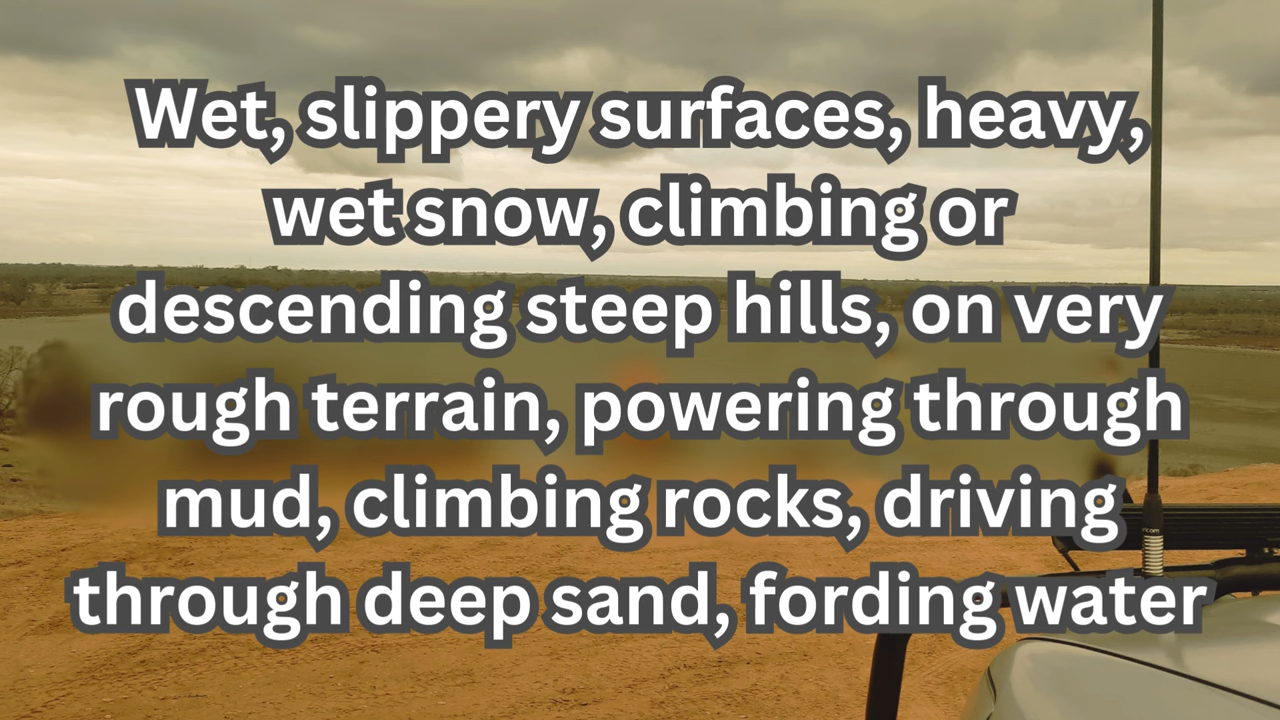 Wet, slippery surfaces, heavy,
wet snow, climbing or
descending steep hills, on very
rough terrain, powering through
mud, climbing rocks, driving
through deep sand, fording water